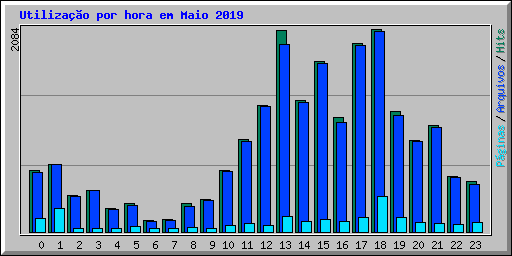 Utilização por hora em Maio 2019
2084
Páginas / Arquivos / Hits
0 1 2 3 4 5 6 7 8 9 10 11 12 13 14 15 16 17 18 19 20 21 22 23